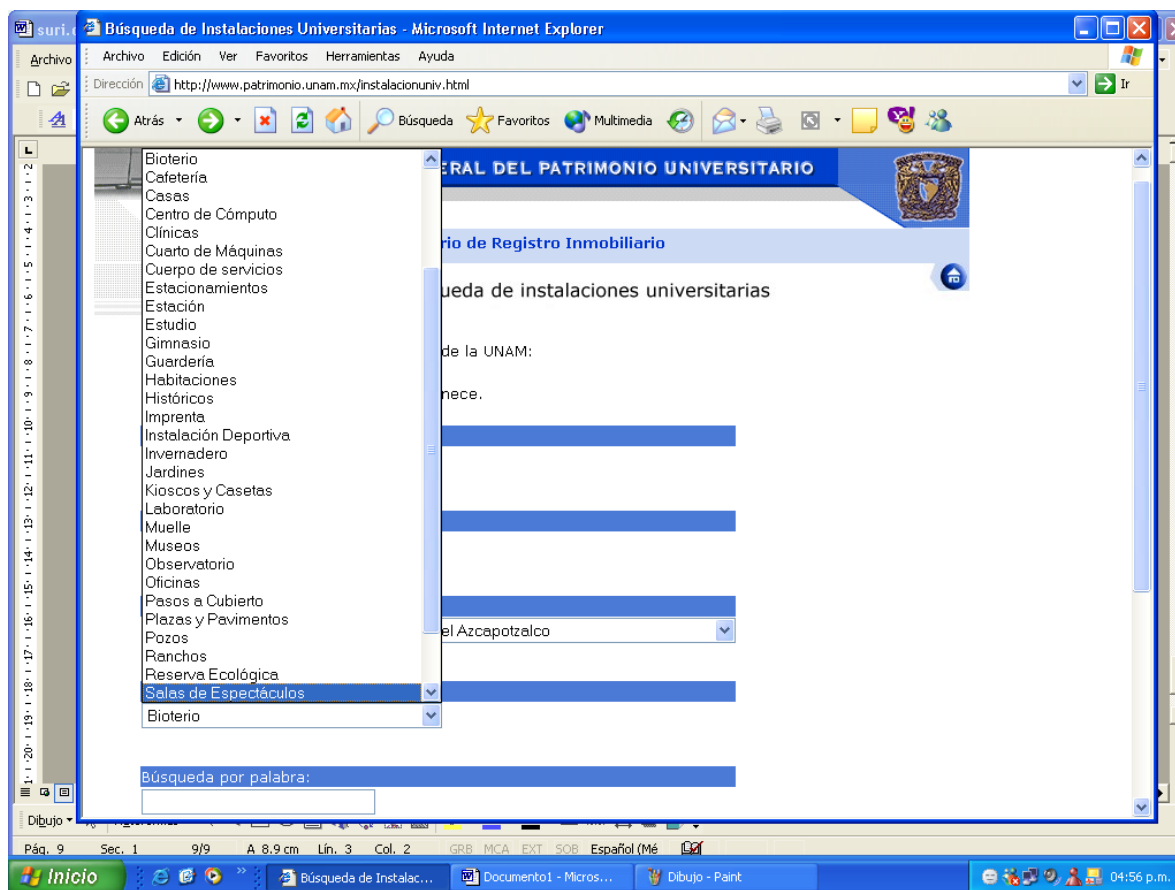 suri.
Búsqueda de Instalaciones Universitarias - Microsoft Internet Explorer
Archivo
Archivo Edición Ver Favoritos Herramientas Ayuda
Dirección http://www.patrimonio.unam.mx/instalacionuniv.html Ir
Atrás Búsqueda Favoritos Multimedia
ERAL DEL PATRIMONIO UNIVERSITARIO
rio de Registro Inmobiliario
ueda de instalaciones universitarias
de la UNAM:
nece.
Bioterio
Cafetería
Casas
Centro de Cómputo
Clínicas
Cuarto de Máquinas
Cuerpo de servicios
Estacionamientos
Estación
Estudio
Gimnasio
Guardería
Habitaciones
Históricos
Imprenta
Instalación Deportiva
Invernadero
Jardines
Kioscos y Casetas
Laboratorio
Muelle
Museos
Observatorio
Oficinas
Pasos a Cubierto
Plazas y Pavimentos
Pozos
Ranchos
Reserva Ecológica
Salas de Espectáculos
el Azcapotzalco
Bioterio
Búsqueda por palabra:
Dibujo
Pág. 9 Sec. 1 9/9 A 8.9 cm Lín. 3 Col. 2 GRB MCA EXT SOB Español (Mé
Inicio Búsqueda de Instalac... Documento1 - Micros... Dibujo - Paint 04:56 p.m.